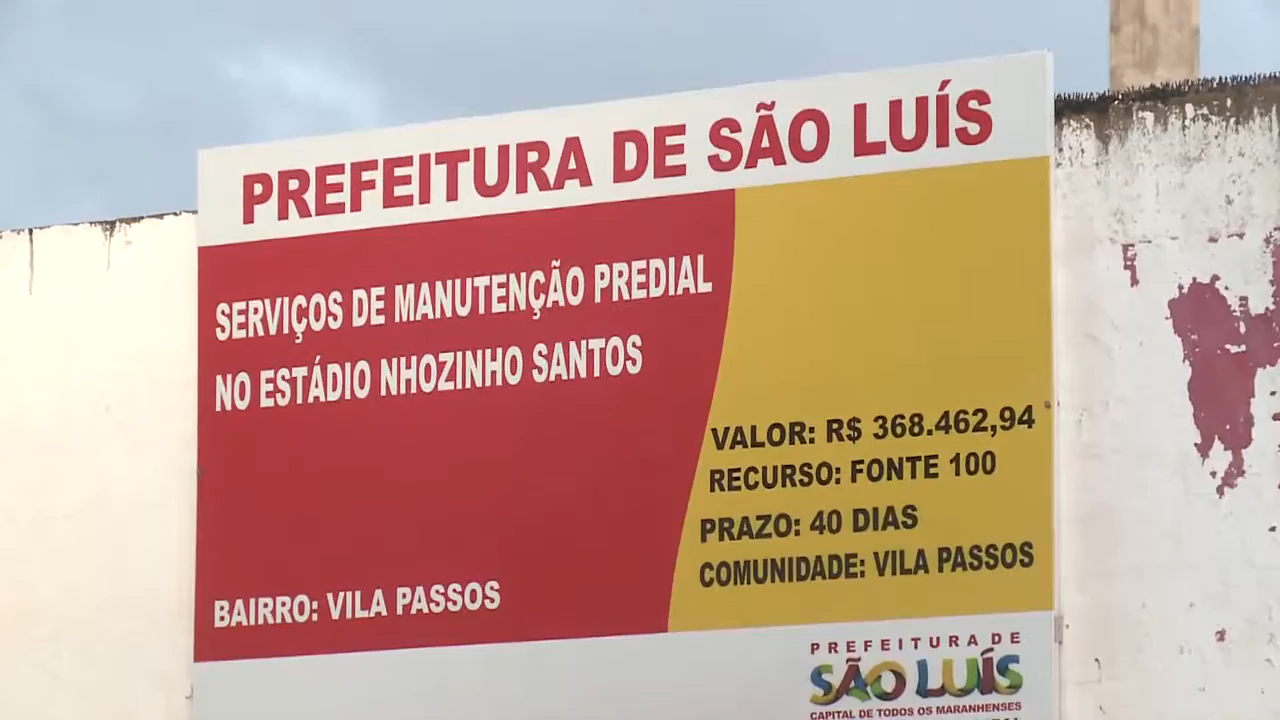 PREFEITURA DE SÃO LUÍS
SERVIÇOS DE MANUTENÇÃO PREDIAL
NO ESTÁDIO NHOZINHO SANTOS
VALOR: R$ 368.462,94
RECURSO: FONTE 100
PRAZO: 40 DIAS
COMUNIDADE: VILA PASSOS
BAIRRO: VILA PASSOS
PREFEITURA DE
SÃO LUÍS
CAPITAL DE TODOS OS MARANHENSES